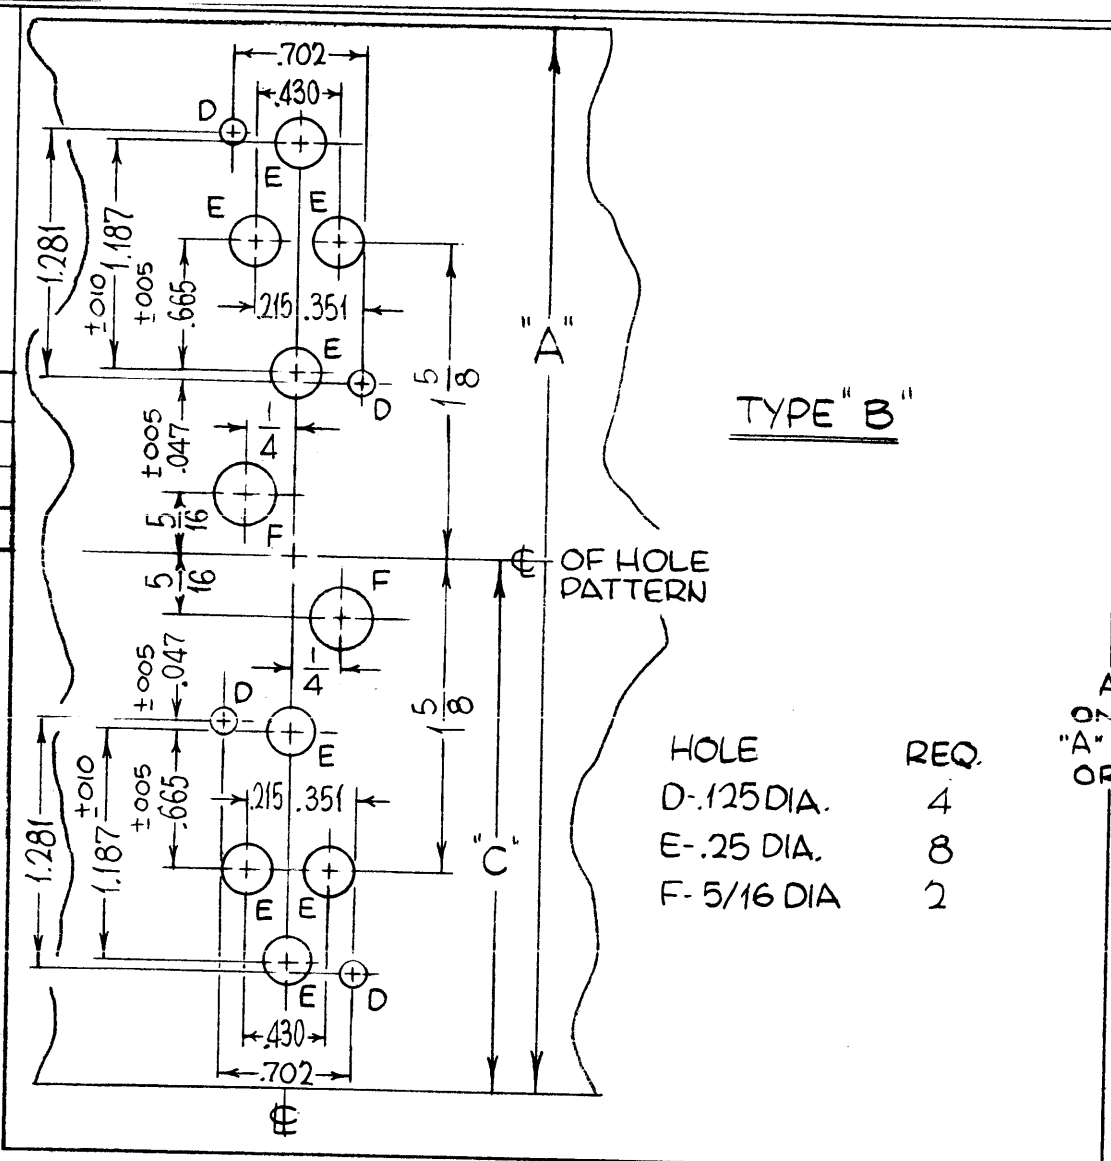 .702
.430
D
E
E
E
1.281
1.187
±010
±005
.665
.215 .351
E
D
1 5/8
"A"
TYPE "B"
±005
.047
1/4
5/16
F
℄ OF HOLE
PATTERN
5/16
F
±005
.047
1/4
D
E
1 5/8
1.281
1.187
±010
±005
.665
.215 .351
"C"
E E
E
D
.430
.702
℄
HOLE REQ.
D-.125 DIA. 4
E-.25 DIA. 8
F-5/16 DIA 2
"A"
OR